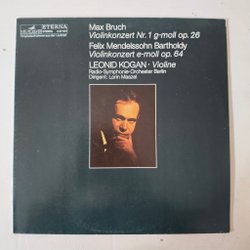 ETERNA
Max Bruch
Violinkonzert Nr. 1 g-moll op. 26
Felix Mendelssohn Bartholdy
Violinkonzert e-moll op. 64
LEONID KOGAN · Violine
Radio-Symphonie-Orchester Berlin
Dirigent: Lorin Maazel